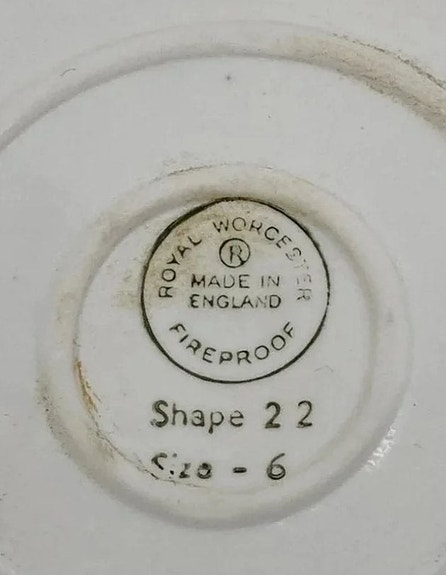 ROYAL WORCESTER
®
MADE IN
ENGLAND
FIREPROOF
Shape 22
Size - 6